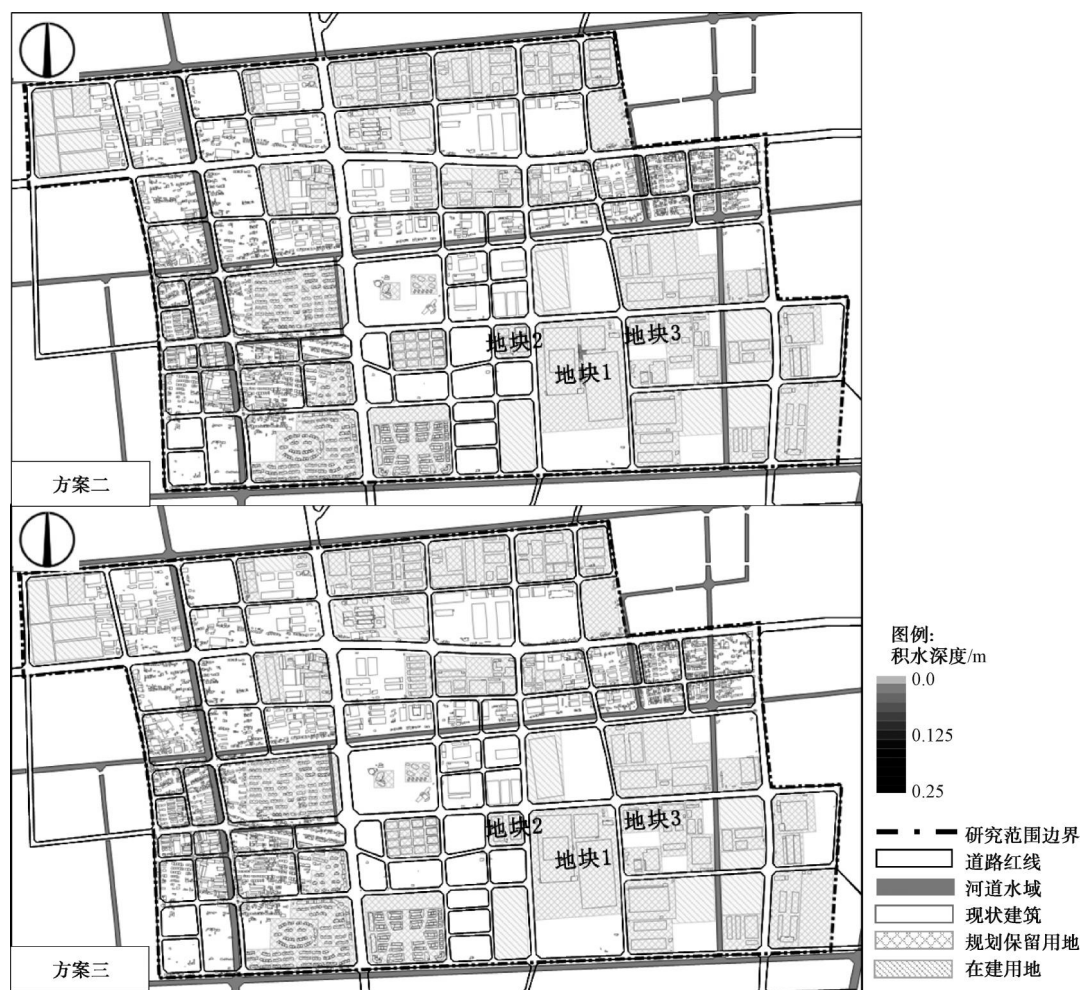 地块2
地块3
地块1
方案二
地块2
地块3
地块1
方案三
图例:
积水深度/m
0.0
0.125
0.25
研究范围边界
道路红线
河道水域
现状建筑
规划保留用地
在建用地